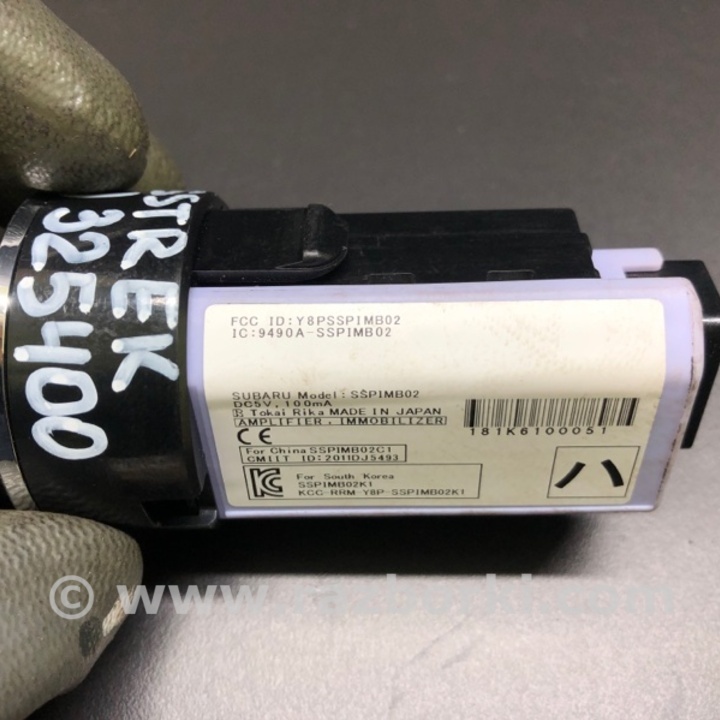 STREK
325400
FCC ID:Y8PSSPIMB02
IC:9490A-SSPIMB02
SUBARU Model:SSPIMB02
DC5V, 100mA
Tokai Rika MADE IN JAPAN
AMPLIFIER, IMMOBILIZER
CE
For China SSPIMB02C1
CMIIT ID:2011DJ5493
For South Korea
SSPIMB02K1
KCC-RRM-Y8P-SSPIMB02K1
181K6100051
ハ
© www.razborki.com